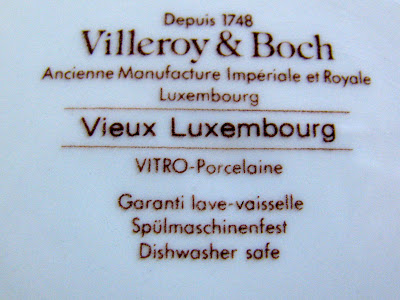 Depuis 1748
Villeroy & Boch
Ancienne Manufacture Impériale et Royale
Luxembourg
Vieux Luxembourg
VITRO-Porcelaine
Garanti lave-vaisselle
Spülmaschinenfest
Dishwasher safe